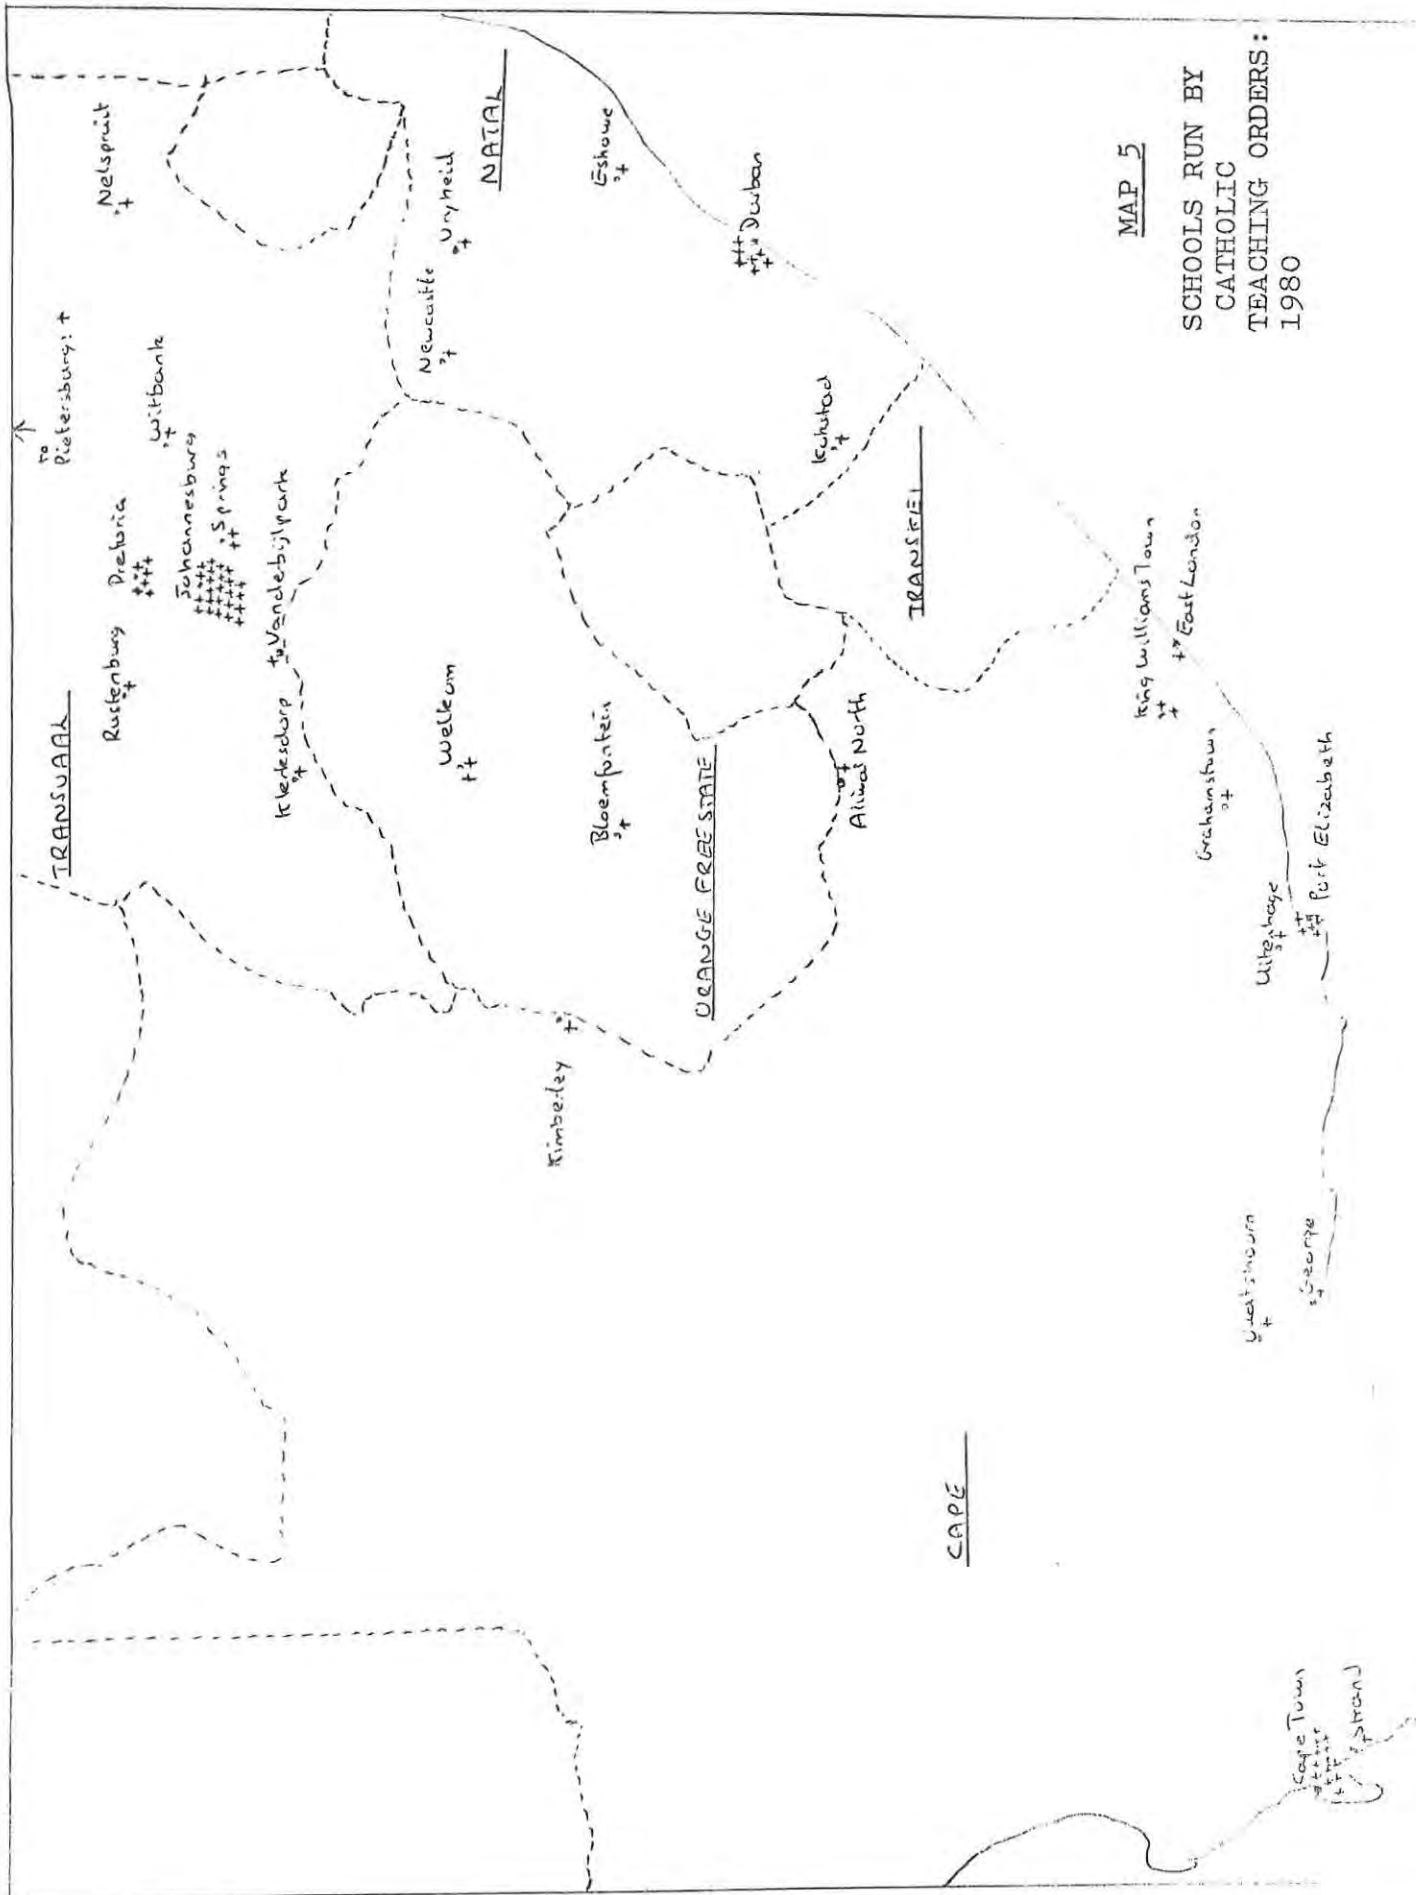 MAP 5
SCHOOLS RUN BY
CATHOLIC
TEACHING ORDERS:
1980
TRANSVAAL
to
Pietersburg: +
Nelspruit
Rustenburg
Pretoria
Witbank
Johannesburg
Springs
Klerksdorp
Vandebijlpark
Newcastle
Vryheid
NATAL
Welkom
Eshowe
Kimberley
Bloemfontein
Durban
ORANGE FREE STATE
Kokstad
Aliwal North
TRANSKEI
CAPE
King Williams Town
East London
Grahamstown
Uitenhage
Port Elizabeth
Oudtshoorn
George
Cape Town
Strand